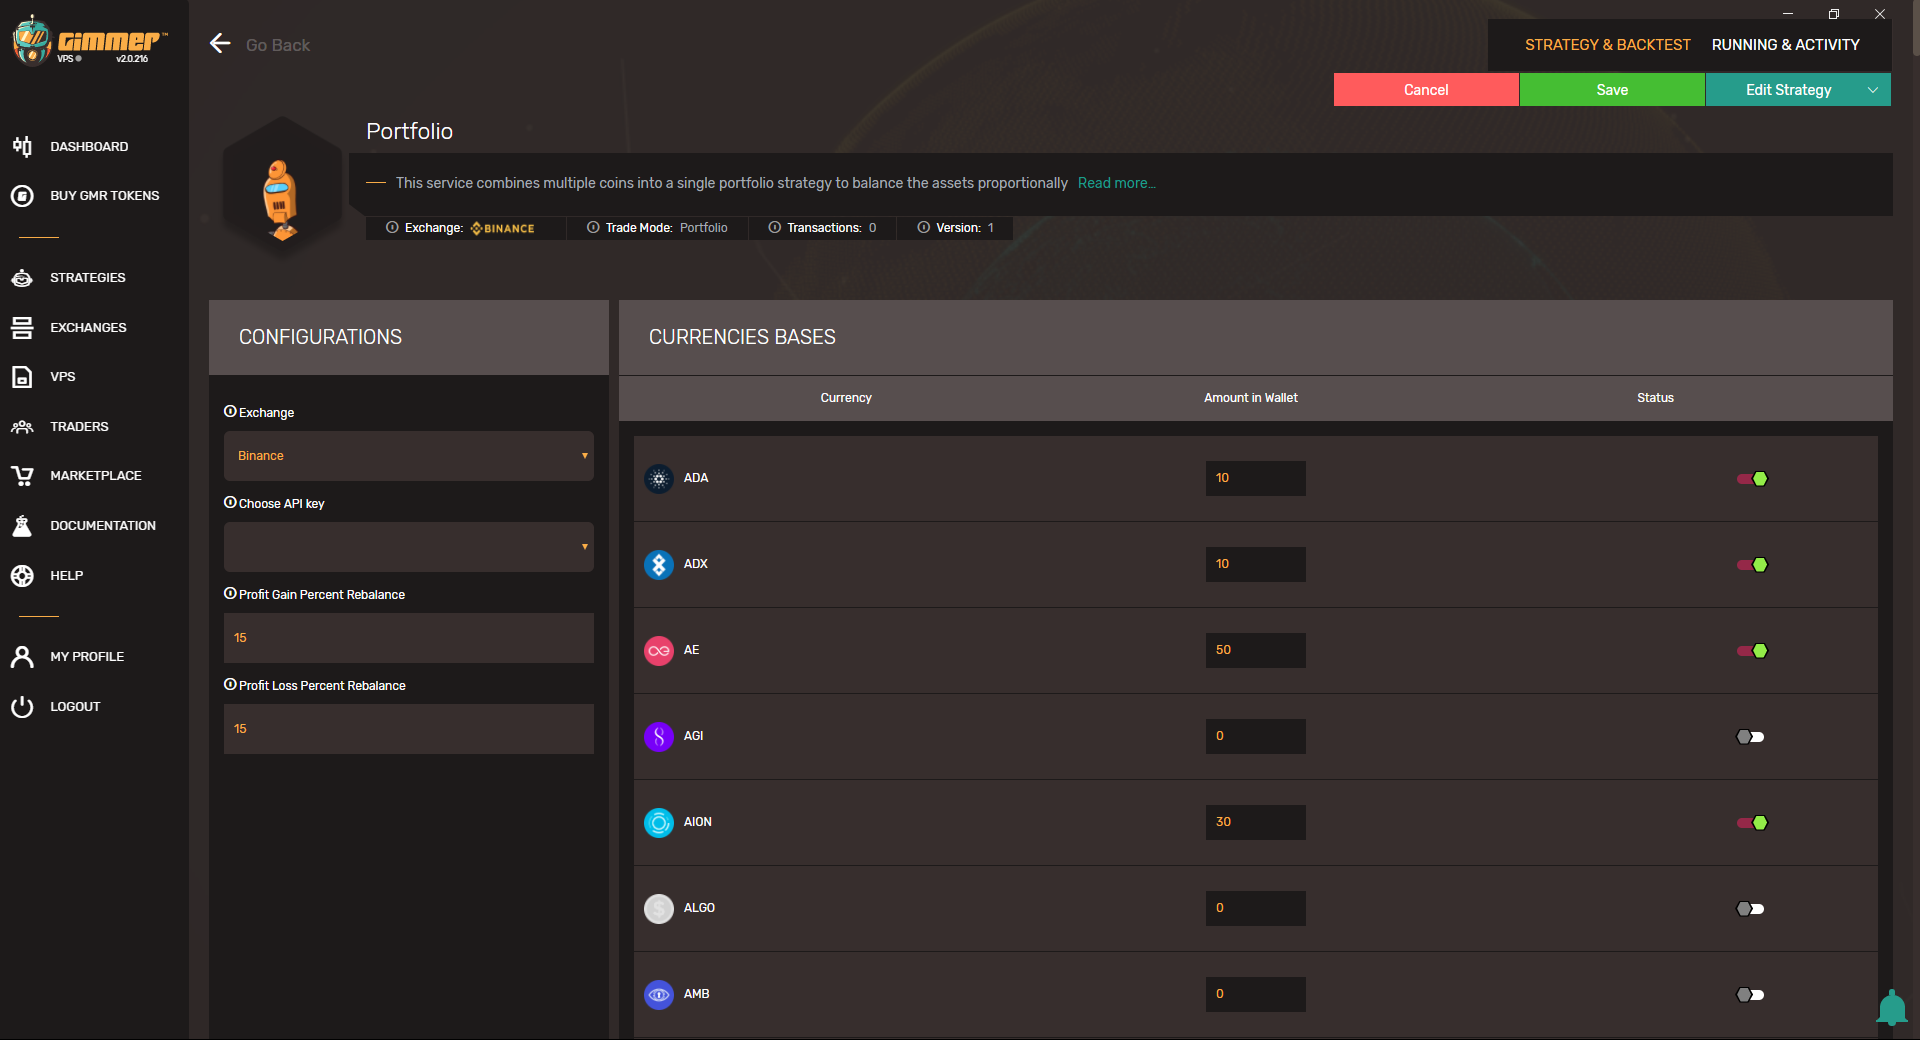 GIMMER™
VPS v2.0.216
DASHBOARD
BUY GMR TOKENS
STRATEGIES
EXCHANGES
VPS
TRADERS
MARKETPLACE
DOCUMENTATION
HELP
MY PROFILE
LOGOUT
Go Back
STRATEGY & BACKTEST RUNNING & ACTIVITY
Cancel Save Edit Strategy
Portfolio
This service combines multiple coins into a single portfolio strategy to balance the assets proportionally Read more...
Exchange: BINANCE Trade Mode: Portfolio Transactions: 0 Version: 1
CONFIGURATIONS
Exchange
Binance
Choose API key
Profit Gain Percent Rebalance
15
Profit Loss Percent Rebalance
15
CURRENCIES BASES
Currency Amount in Wallet Status
ADA 10
ADX 10
AE 50
AGI 0
AION 30
ALGO 0
AMB 0